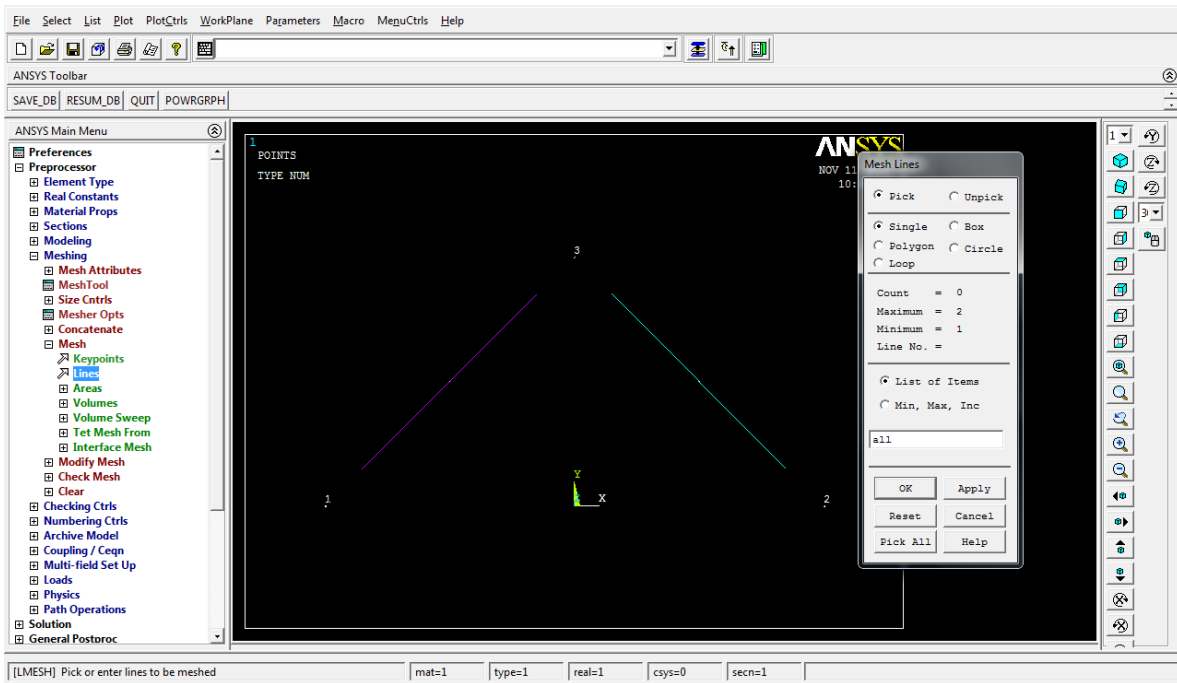 File Select List Plot PlotCtrls WorkPlane Parameters Macro MenuCtrls Help
ANSYS Toolbar
SAVE_DB RESUM_DB QUIT POWRGRPH
ANSYS Main Menu
Preferences
Preprocessor
Element Type
Real Constants
Material Props
Sections
Modeling
Meshing
Mesh Attributes
MeshTool
Size Cntrls
Mesher Opts
Concatenate
Mesh
Keypoints
Lines
Areas
Volumes
Volume Sweep
Tet Mesh From
Interface Mesh
Modify Mesh
Check Mesh
Clear
Checking Ctrls
Numbering Ctrls
Archive Model
Coupling / Ceqn
Multi-field Set Up
Loads
Physics
Path Operations
Solution
General Postproc
1
POINTS
TYPE NUM
ANSYS
NOV 11
10:
3
1
2
Y
X
Mesh Lines
Pick Unpick
Single Box
Polygon Circle
Loop
Count = 0
Maximum = 2
Minimum = 1
Line No. =
List of Items
Min, Max, Inc
all
OK Apply
Reset Cancel
Pick All Help
1
[LMESH] Pick or enter lines to be meshed
mat=1 type=1 real=1 csys=0 secn=1